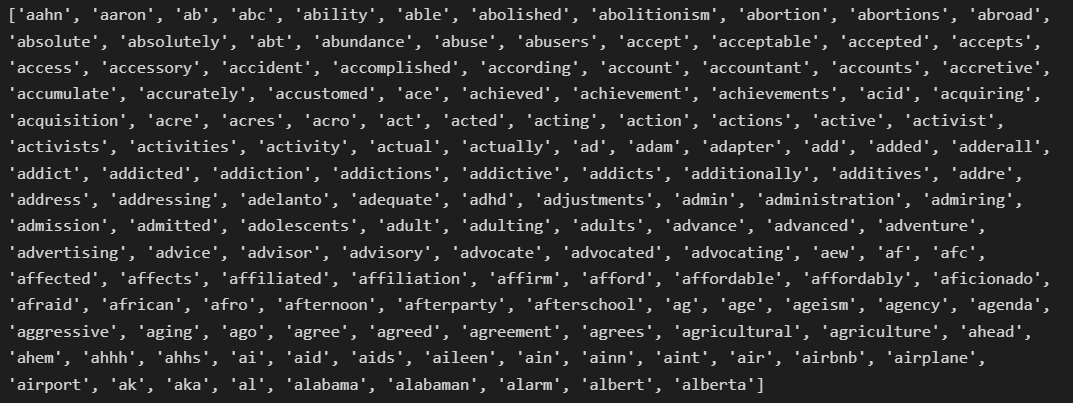 ['aahn', 'aaron', 'ab', 'abc', 'ability', 'able', 'abolished', 'abolitionism', 'abortion', 'abortions', 'abroad',
'absolute', 'absolutely', 'abt', 'abundance', 'abuse', 'abusers', 'accept', 'acceptable', 'accepted', 'accepts',
'access', 'accessory', 'accident', 'accomplished', 'according', 'account', 'accountant', 'accounts', 'accretive',
'accumulate', 'accurately', 'accustomed', 'ace', 'achieved', 'achievement', 'achievements', 'acid', 'acquiring',
'acquisition', 'acre', 'acres', 'acro', 'act', 'acted', 'acting', 'action', 'actions', 'active', 'activist',
'activists', 'activities', 'activity', 'actual', 'actually', 'ad', 'adam', 'adapter', 'add', 'added', 'adderall',
'addict', 'addicted', 'addiction', 'addictions', 'addictive', 'addicts', 'additionally', 'additives', 'addre',
'address', 'addressing', 'adelanto', 'adequate', 'adhd', 'adjustments', 'admin', 'administration', 'admiring',
'admission', 'admitted', 'adolescents', 'adult', 'adulting', 'adults', 'advance', 'advanced', 'adventure',
'advertising', 'advice', 'advisor', 'advisory', 'advocate', 'advocated', 'advocating', 'aew', 'af', 'afc',
'affected', 'affects', 'affiliated', 'affiliation', 'affirm', 'afford', 'affordable', 'affordably', 'aficionado',
'afraid', 'african', 'afro', 'afternoon', 'afterparty', 'afterschool', 'ag', 'age', 'ageism', 'agency', 'agenda',
'aggressive', 'aging', 'ago', 'agree', 'agreed', 'agreement', 'agrees', 'agricultural', 'agriculture', 'ahead',
'ahem', 'ahhh', 'ahhs', 'ai', 'aid', 'aids', 'aileen', 'ain', 'ainn', 'aint', 'air', 'airbnb', 'airplane',
'airport', 'ak', 'aka', 'al', 'alabama', 'alabaman', 'alarm', 'albert', 'alberta']